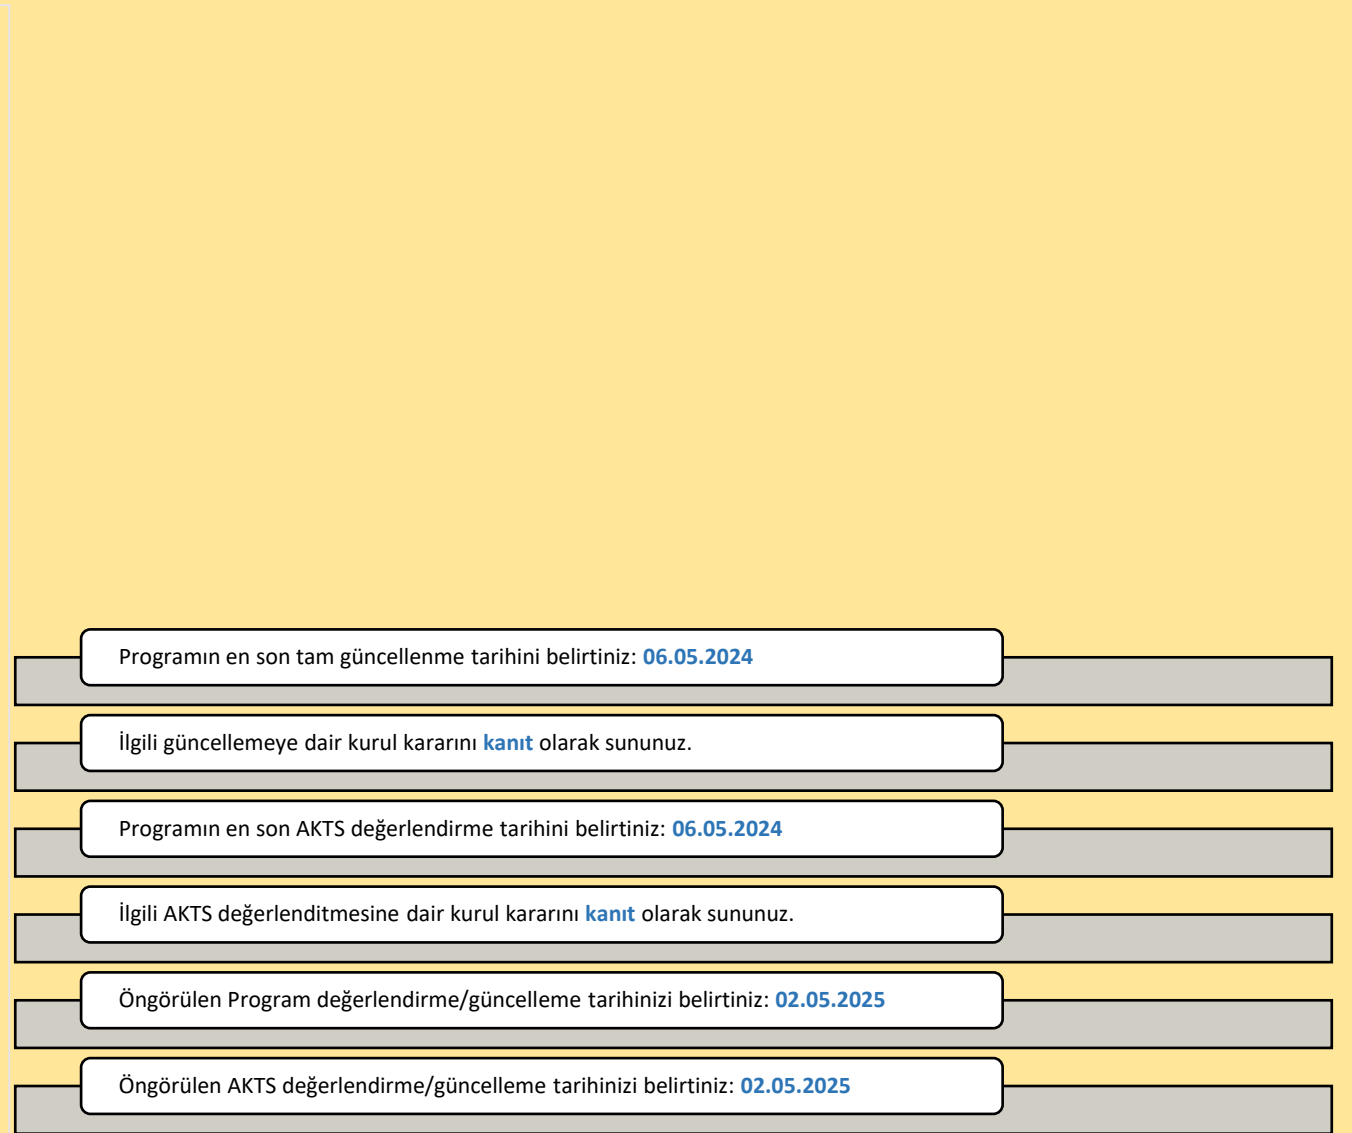 Programın en son tam güncellenme tarihini belirtiniz: 06.05.2024
İlgili güncellemeye dair kurul kararını kanıt olarak sununuz.
Programın en son AKTS değerlendirme tarihini belirtiniz: 06.05.2024
İlgili AKTS değerlenditmesine dair kurul kararını kanıt olarak sununuz.
Öngörülen Program değerlendirme/güncelleme tarihinizi belirtiniz: 02.05.2025
Öngörülen AKTS değerlendirme/güncelleme tarihinizi belirtiniz: 02.05.2025